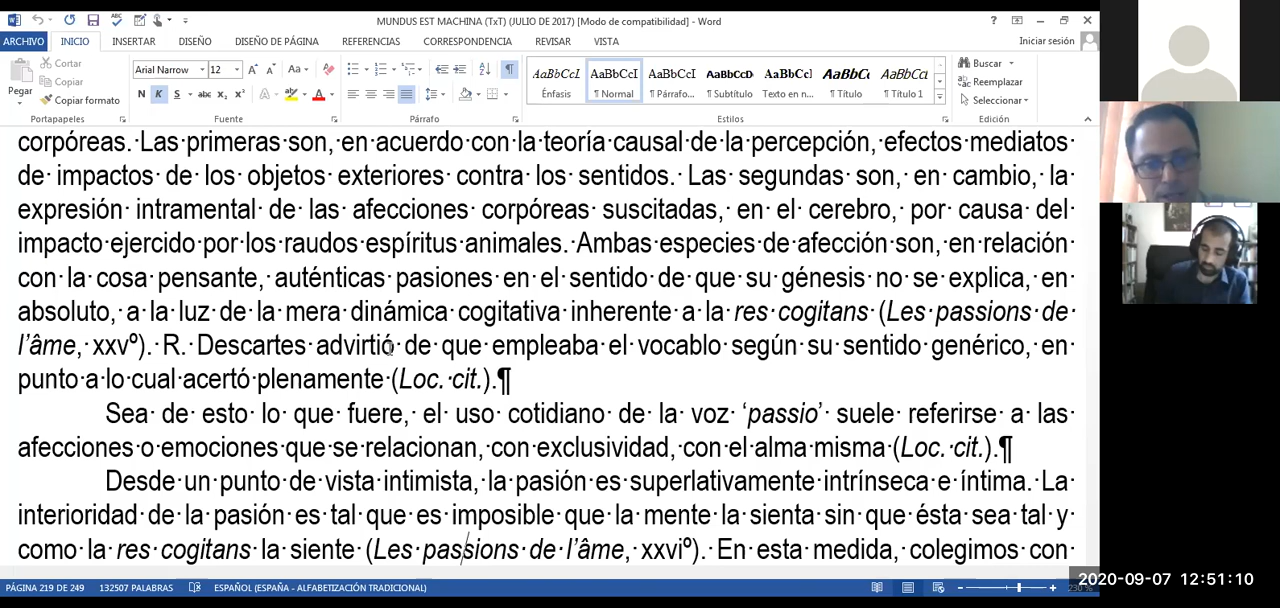 MUNDUS EST MACHINA (TxT) (JULIO DE 2017) [Modo de compatibilidad] - Word
ARCHIVO INICIO INSERTAR DISEÑO DISEÑO DE PÁGINA REFERENCIAS CORRESPONDENCIA REVISAR VISTA Iniciar sesión
Pegar
Cortar
Copiar
Copiar formato
Portapapeles
Arial Narrow 12
N K S abc x₂ x²
Fuente
Párrafo
AaBbCcI AaBbCcI AaBbCcI AaBbCcD AaBbCcl AaBbC AaBbCc
Énfasis ¶ Normal ¶ Párrafo... ¶ Subtítulo Texto en n... ¶ Título ¶ Título 1
Estilos
Buscar
Reemplazar
Seleccionar
Edición
corpóreas. Las primeras son, en acuerdo con la teoría causal de la percepción, efectos mediatos
de impactos de los objetos exteriores contra los sentidos. Las segundas son, en cambio, la
expresión intramental de las afecciones corpóreas suscitadas, en el cerebro, por causa del
impacto ejercido por los raudos espíritus animales. Ambas especies de afección son, en relación
con la cosa pensante, auténticas pasiones en el sentido de que su génesis no se explica, en
absoluto, a la luz de la mera dinámica cogitativa inherente a la res cogitans (Les passions de
l'âme, xxvº). R. Descartes advirtió de que empleaba el vocablo según su sentido genérico, en
punto a lo cual acertó plenamente (Loc. cit.).¶
Sea de esto lo que fuere, el uso cotidiano de la voz 'passio' suele referirse a las
afecciones o emociones que se relacionan, con exclusividad, con el alma misma (Loc. cit.).¶
Desde un punto de vista intimista, la pasión es superlativamente intrínseca e íntima. La
interioridad de la pasión es tal que es imposible que la mente la sienta sin que ésta sea tal y
como la res cogitans la siente (Les passions de l'âme, xxviº). En esta medida, colegimos con
PÁGINA 219 DE 249 132507 PALABRAS ESPAÑOL (ESPAÑA - ALFABETIZACIÓN TRADICIONAL) 230 %
2020-09-07 12:51:10